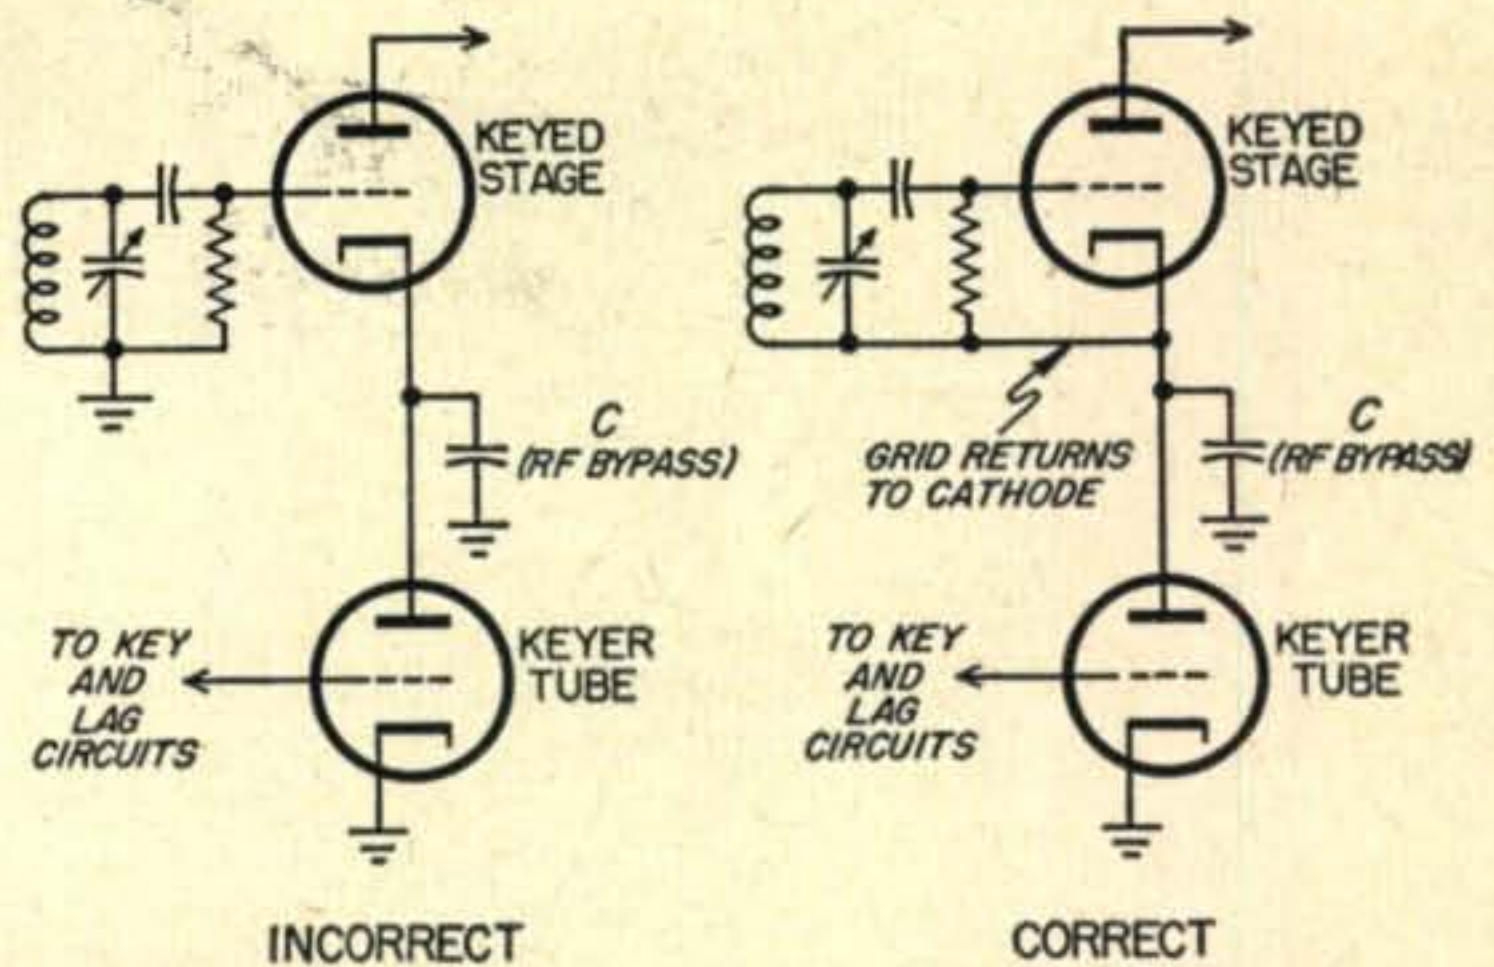 KEYED
STAGE
C
(RF BYPASS)
TO KEY
AND
LAG
CIRCUITS
KEYER
TUBE
INCORRECT
KEYED
STAGE
GRID RETURNS
TO CATHODE
C
(RF BYPASS)
TO KEY
AND
LAG
CIRCUITS
KEYER
TUBE
CORRECT